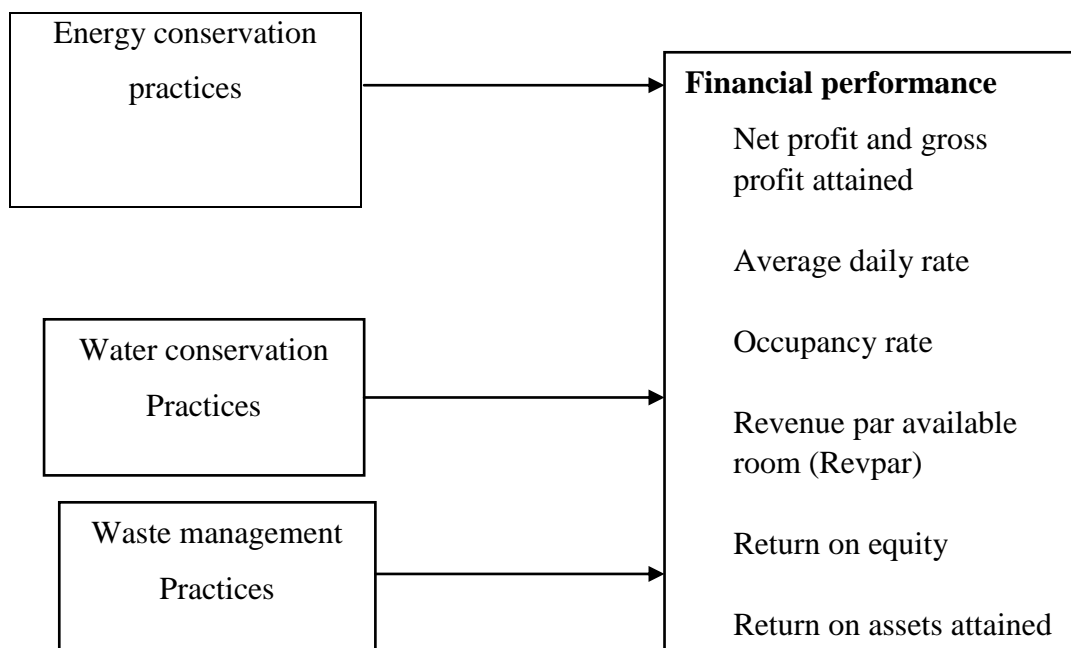 Energy conservation
practices
Financial performance
Net profit and gross
profit attained
Average daily rate
Occupancy rate
Revenue par available
room (Revpar)
Return on equity
Return on assets attained
Water conservation
Practices
Waste management
Practices